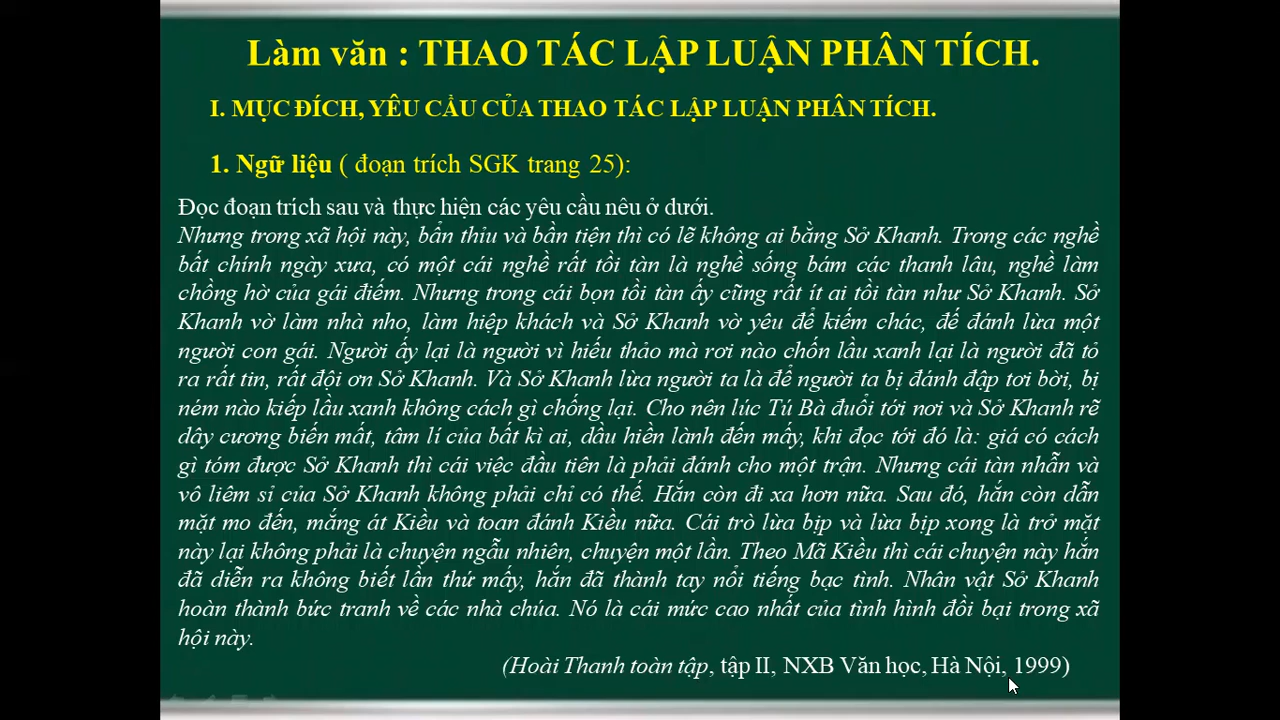 Làm văn : THAO TÁC LẬP LUẬN PHÂN TÍCH.
I. MỤC ĐÍCH, YÊU CẦU CỦA THAO TÁC LẬP LUẬN PHÂN TÍCH.
1. Ngữ liệu ( đoạn trích SGK trang 25):
Đọc đoạn trích sau và thực hiện các yêu cầu nêu ở dưới.
Nhưng trong xã hội này, bẩn thỉu và bần tiện thì có lẽ không ai bằng Sở Khanh. Trong các nghề
bất chính ngày xưa, có một cái nghề rất tồi tàn là nghề sống bám các thanh lâu, nghề làm
chồng hờ của gái điếm. Nhưng trong cái bọn tồi tàn ấy cũng rất ít ai tồi tàn như Sở Khanh. Sở
Khanh vờ làm nhà nho, làm hiệp khách và Sở Khanh vờ yêu để kiếm chác, để đánh lừa một
người con gái. Người ấy lại là người vì hiếu thảo mà rơi nào chốn lầu xanh lại là người đã tỏ
ra rất tin, rất đội ơn Sở Khanh. Và Sở Khanh lừa người ta là để người ta bị đánh đập tơi bời, bị
ném nào kiếp lầu xanh không cách gì chống lại. Cho nên lúc Tú Bà đuổi tới nơi và Sở Khanh rẽ
dây cương biến mất, tâm lí của bất kì ai, dầu hiền lành đến mấy, khi đọc tới đó là: giá có cách
gì tóm được Sở Khanh thì cái việc đầu tiên là phải đánh cho một trận. Nhưng cái tàn nhẫn và
vô liêm sỉ của Sở Khanh không phải chỉ có thế. Hắn còn đi xa hơn nữa. Sau đó, hắn còn dẫn
mặt mo đến, mắng át Kiều và toan đánh Kiều nữa. Cái trò lừa bịp và lừa bịp xong là trở mặt
này lại không phải là chuyện ngẫu nhiên, chuyện một lần. Theo Mã Kiều thì cái chuyện này hắn
đã diễn ra không biết lần thứ mấy, hắn đã thành tay nổi tiếng bạc tình. Nhân vật Sở Khanh
hoàn thành bức tranh về các nhà chúa. Nó là cái mức cao nhất của tình hình đồi bại trong xã
hội này.
(Hoài Thanh toàn tập, tập II, NXB Văn học, Hà Nội, 1999)